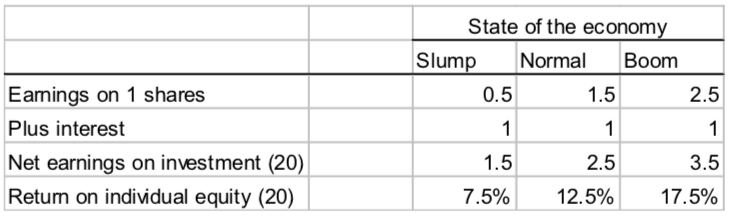 State of the economy
Slump Normal Boom
Earnings on 1 shares 0.5 1.5 2.5
Plus interest 1 1 1
Net earnings on investment (20) 1.5 2.5 3.5
Return on individual equity (20) 7.5% 12.5% 17.5%